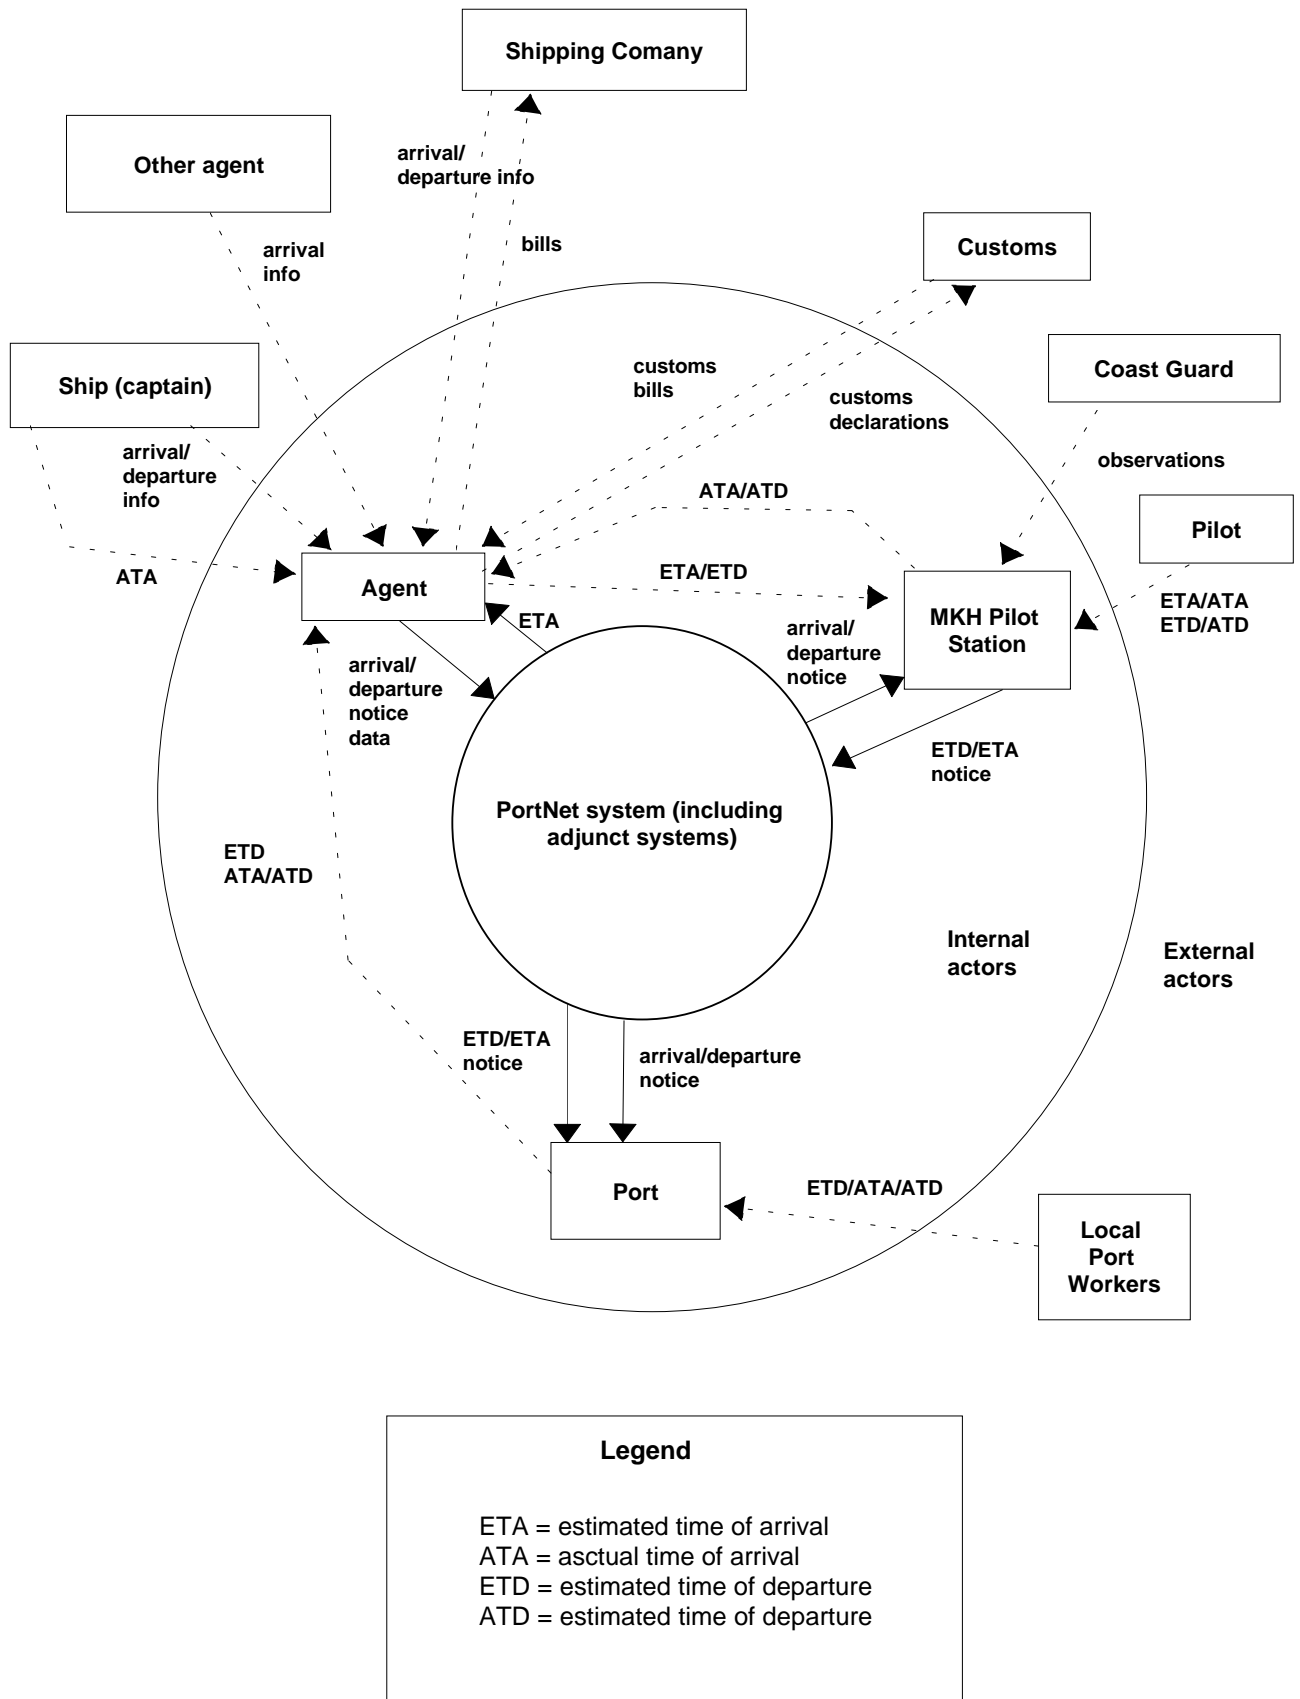 Shipping Comany
Other agent
arrival/
departure info
arrival
info
bills
Customs
Ship (captain)
customs
bills
customs
declarations
Coast Guard
arrival/
departure
info
observations
ATA/ATD
Pilot
ATA
Agent
ETA/ETD
ETA
MKH Pilot
Station
ETA/ATA
ETD/ATD
arrival/
departure
notice
arrival/
departure
notice
data
ETD/ETA
notice
PortNet system (including
adjunct systems)
ETD
ATA/ATD
Internal
actors
External
actors
ETD/ETA
notice
arrival/departure
notice
Port
ETD/ATA/ATD
Local
Port
Workers
Legend
ETA = estimated time of arrival
ATA = asctual time of arrival
ETD = estimated time of departure
ATD = estimated time of departure